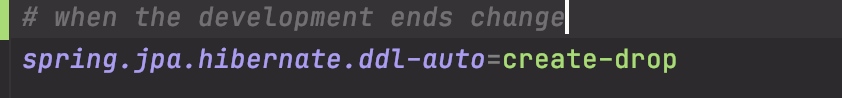 # when the development ends change
spring.jpa.hibernate.ddl-auto=create-drop